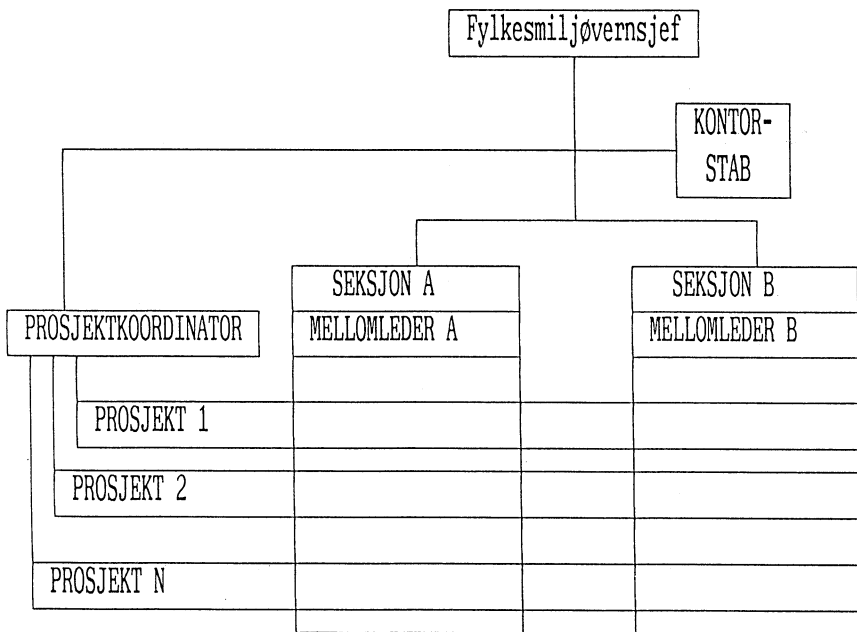 Fylkesmiljøvernsjef
KONTOR-
STAB
SEKSJON A
SEKSJON B
PROSJEKTKOORDINATOR
MELLOMLEDER A
MELLOMLEDER B
PROSJEKT 1
PROSJEKT 2
PROSJEKT N